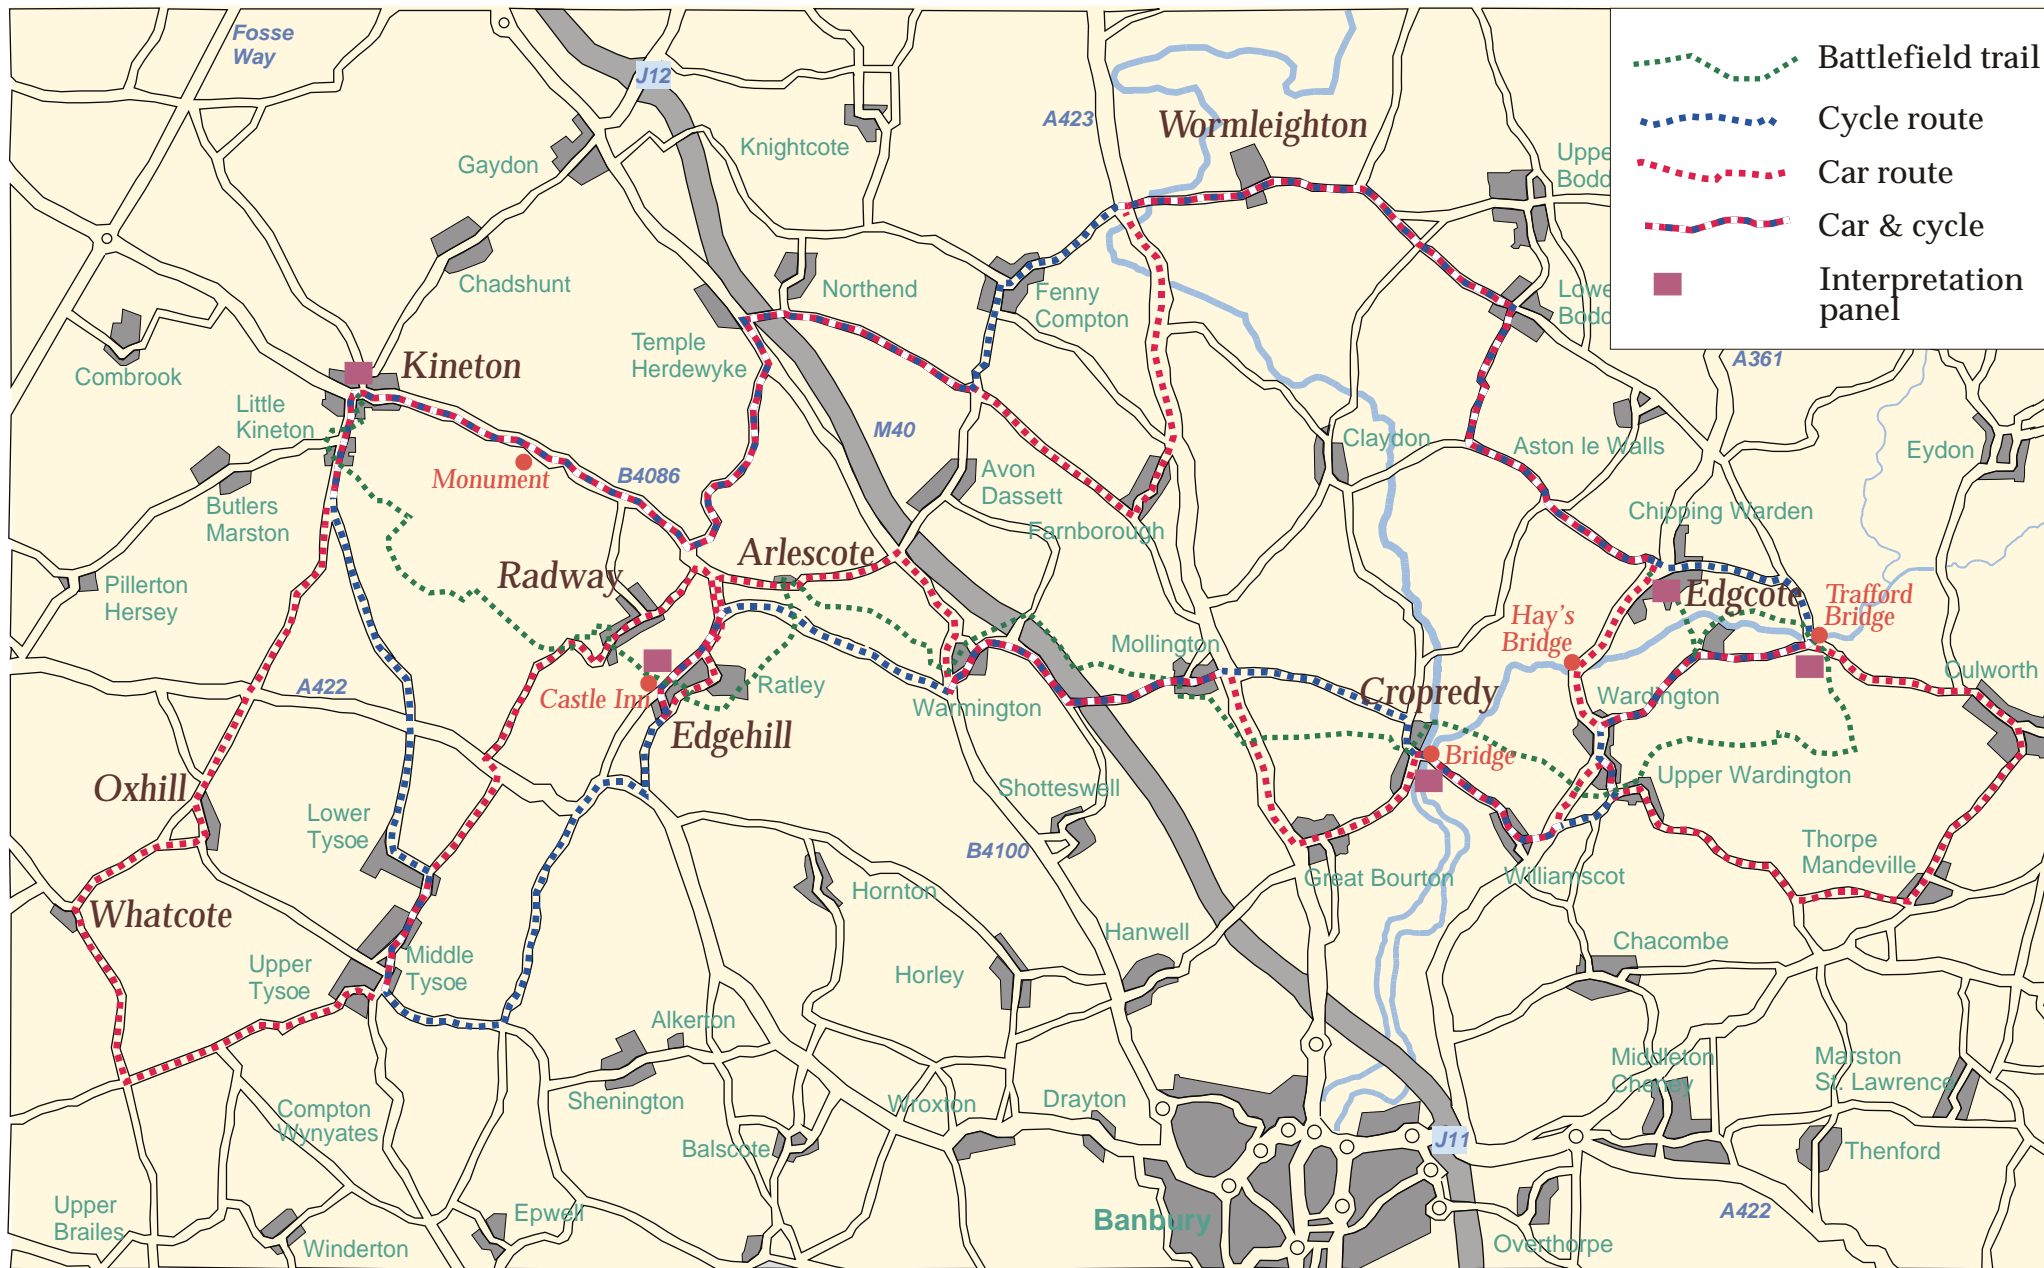 Fosse
Way
J12
A423
Wormleighton
Knightcote
Gaydon
Upper
Bodd
Battlefield trail
Cycle route
Car route
Car & cycle
Interpretation
panel
Chadshunt
Northend
Fenny
Compton
Lowe
Bodd
Temple
Herdewyke
A361
Combrook
Kineton
Little
Kineton
M40
Claydon
Aston le Walls
Eydon
Monument
B4086
Avon
Dassett
Butlers
Marston
Farnborough
Chipping Warden
Arlescote
Radway
Pillerton
Hersey
Edgcote
Trafford
Bridge
Hay's
Bridge
Mollington
Culworth
A422
Castle Inn
Ratley
Warmington
Cropredy
Wardington
Edgehill
Bridge
Oxhill
Shotteswell
Upper Wardington
Lower
Tysoe
B4100
Thorpe
Mandeville
Great Bourton
Williamscot
Hornton
Whatcote
Hanwell
Chacombe
Upper
Tysoe
Middle
Tysoe
Horley
Alkerton
Middleton
Cheney
Marston
St. Lawrence
Compton
Wynyates
Shenington
Wroxton
Drayton
Balscote
J11
Thenford
Upper
Brailes
Epwell
Banbury
A422
Winderton
Overthorpe